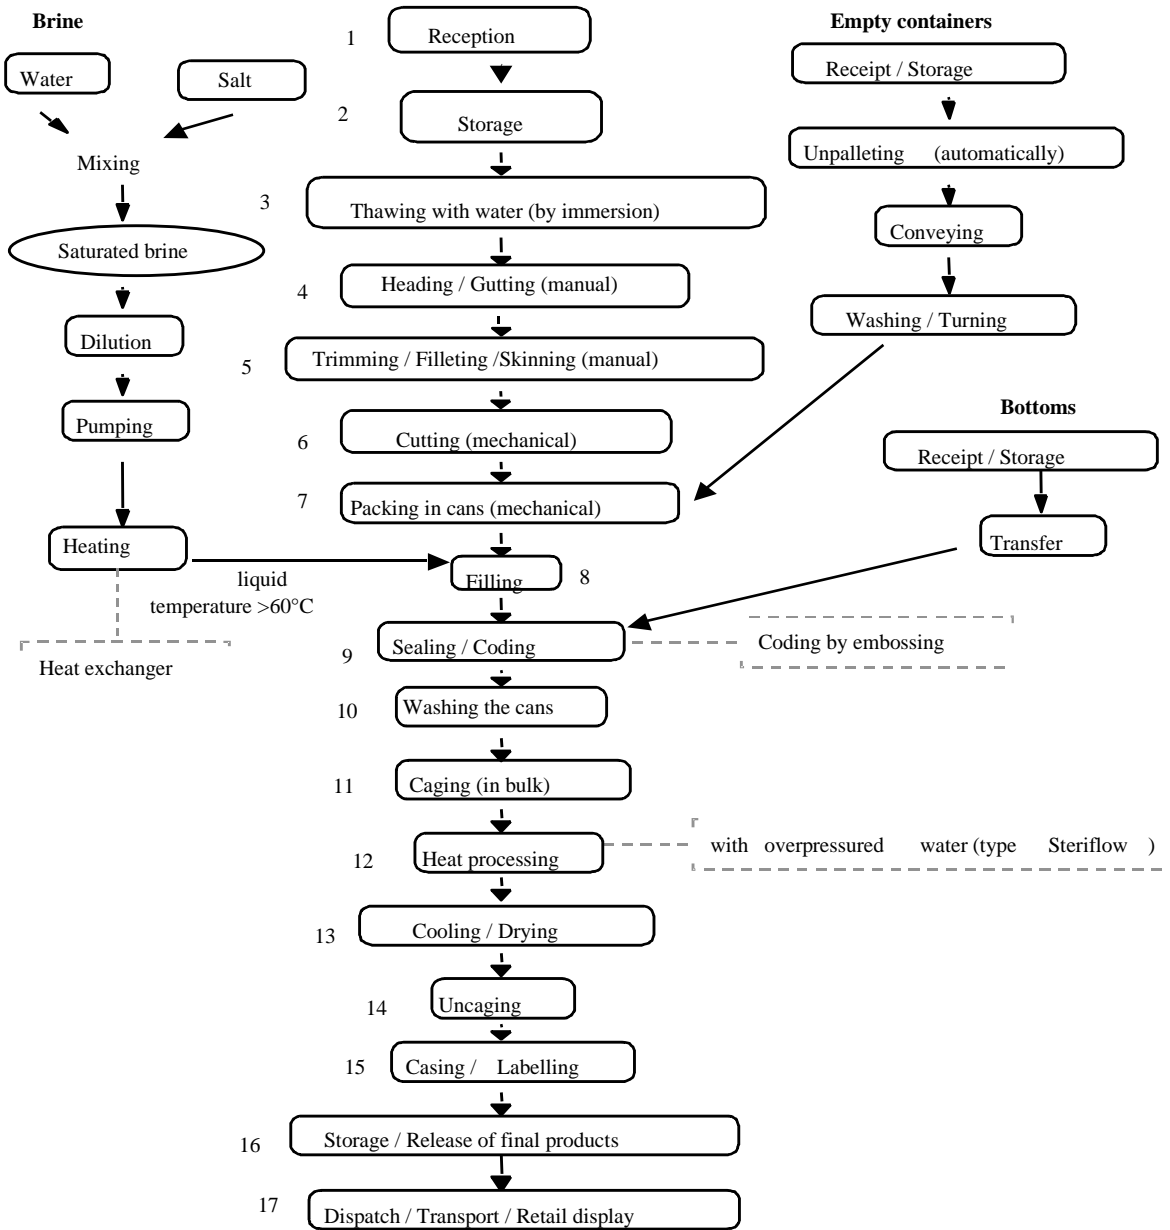 Brine
Empty containers
1 Reception
Water
Salt
Receipt / Storage
2 Storage
Mixing
Unpalleting (automatically)
3 Thawing with water (by immersion)
Saturated brine
Conveying
4 Heading / Gutting (manual)
Dilution
Washing / Turning
5 Trimming / Filleting /Skinning (manual)
Pumping
Bottoms
6 Cutting (mechanical)
Receipt / Storage
7 Packing in cans (mechanical)
Heating
Transfer
liquid
temperature >60°C
Filling 8
Heat exchanger
9 Sealing / Coding
Coding by embossing
10 Washing the cans
11 Caging (in bulk)
12 Heat processing
with overpressured water (type Steriflow )
13 Cooling / Drying
14 Uncaging
15 Casing / Labelling
16 Storage / Release of final products
17 Dispatch / Transport / Retail display